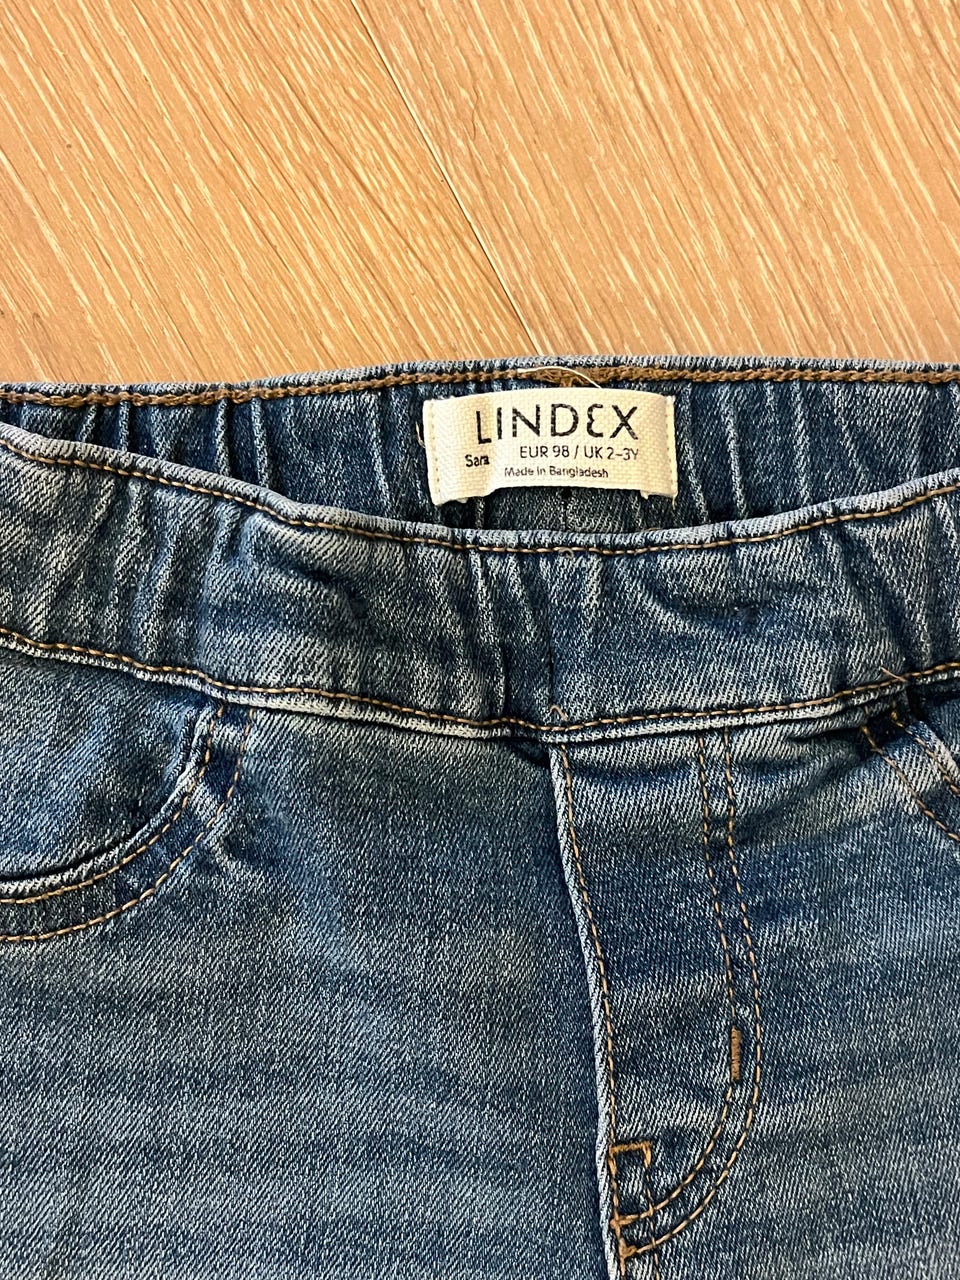 LINDEX
EUR 98 / UK 2-3Y
Sara
Made in Bangladesh